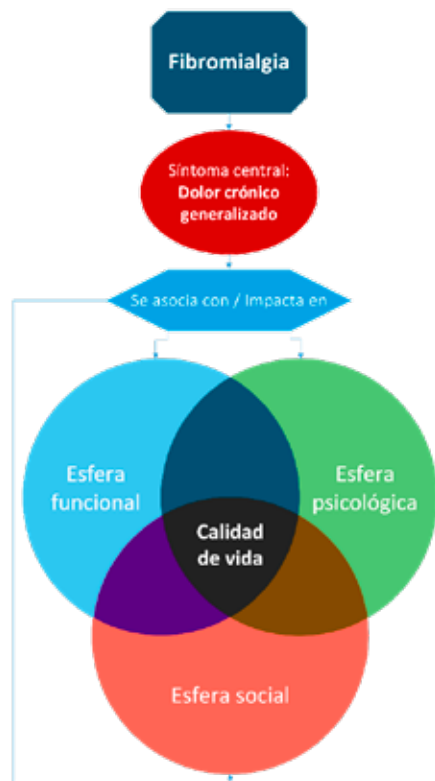 Fibromialgia
Síntoma central:
Dolor crónico
generalizado
Se asocia con / Impacta en
Esfera
funcional
Esfera
psicológica
Calidad
de vida
Esfera social